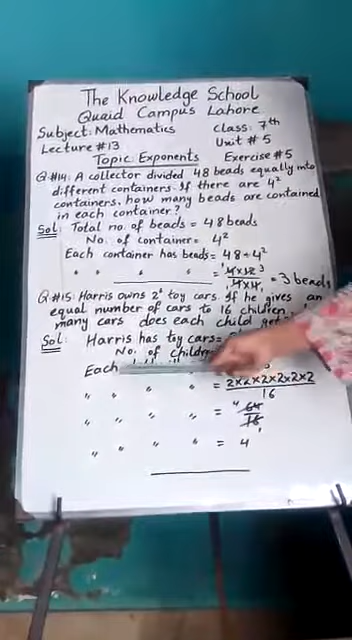 The Knowledge School
Quaid Campus Lahore
Subject: Mathematics Class: 7th
Lecture #13 Unit # 5
Topic: Exponents Exercise #5
Q#14: A collector divided 48 beads equally into
different containers. If there are 4²
containers, how many beads are contained
in each container?
Sol: Total no. of beads = 48 beads
No. of container = 4²
Each container has beads = 48 ÷ 4²
" " " " = 4×12 / 4×4 = 3 beads
Q#15: Harris owns 2⁶ toy cars. If he gives an
equal number of cars to 16 children,
many cars does each child get
Sol: Harris has toy cars =
No. of children
Each
" " " " = 2×2×2×2×2×2 / 16
" " " " = 64 / 16
" " " " = 4